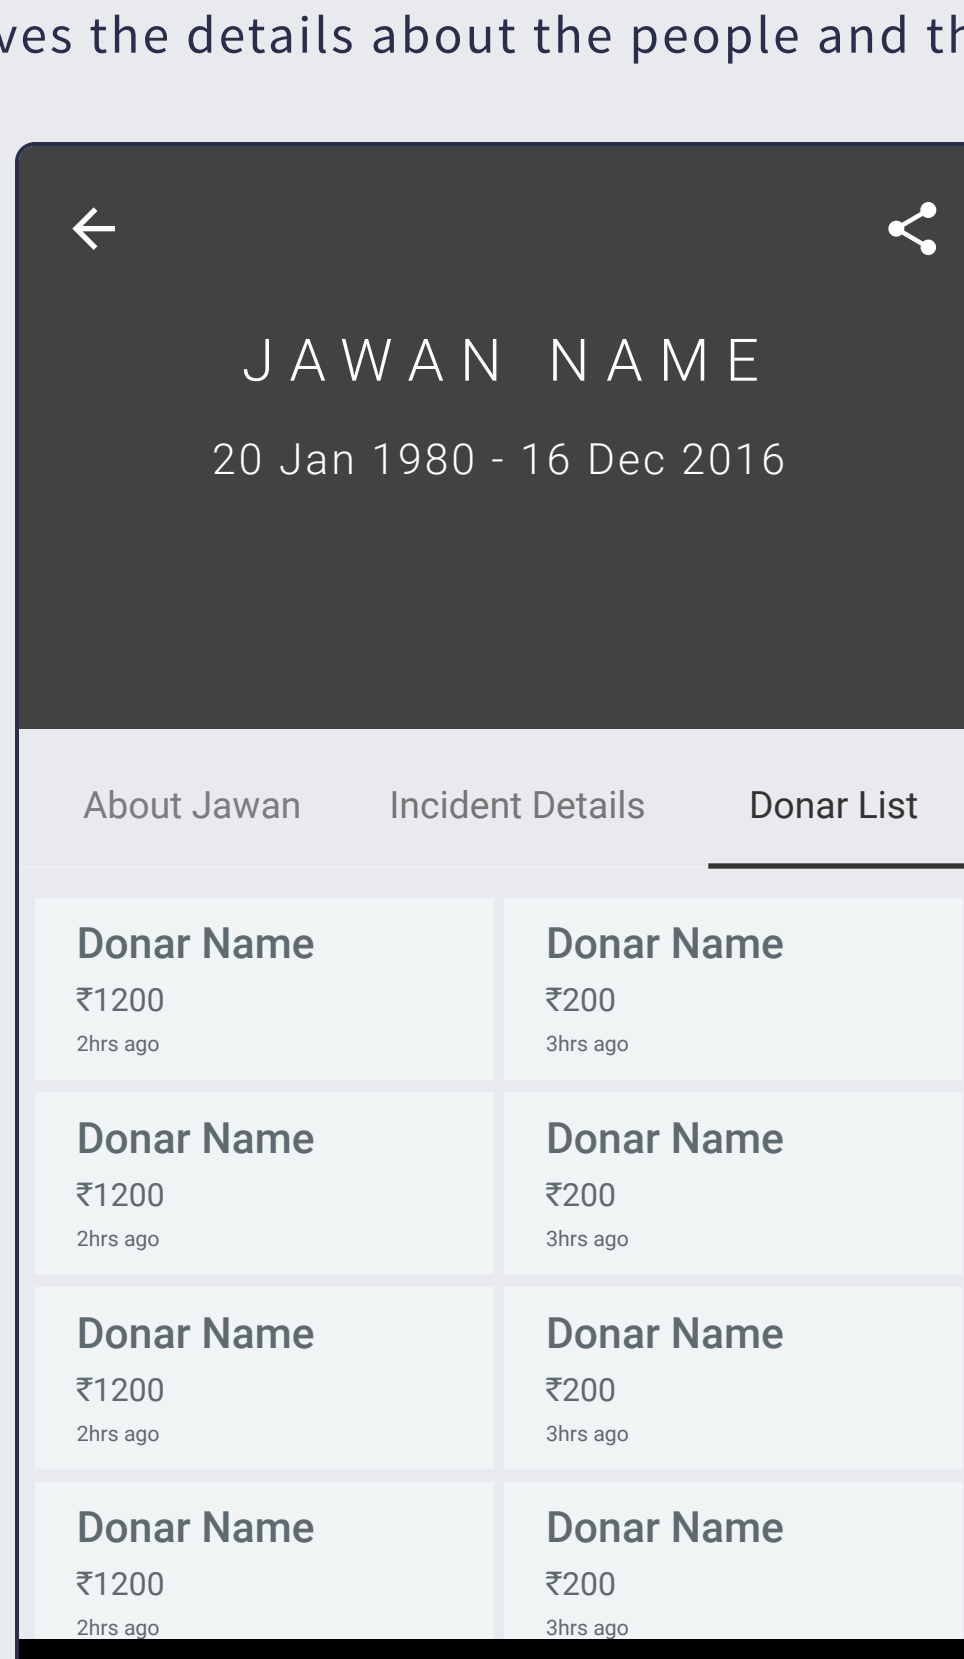 the details about the people and
JAWAN NAME
20 Jan 1980 - 16 Dec 2016
About Jawan Incident Details Donar List
Donar Name Donar Name
₹1200 ₹200
2hrs ago 3hrs ago
Donar Name Donar Name
₹1200 ₹200
2hrs ago 3hrs ago
Donar Name Donar Name
₹1200 ₹200
2hrs ago 3hrs ago
Donar Name Donar Name
₹1200 ₹200
2hrs ago 3hrs ago